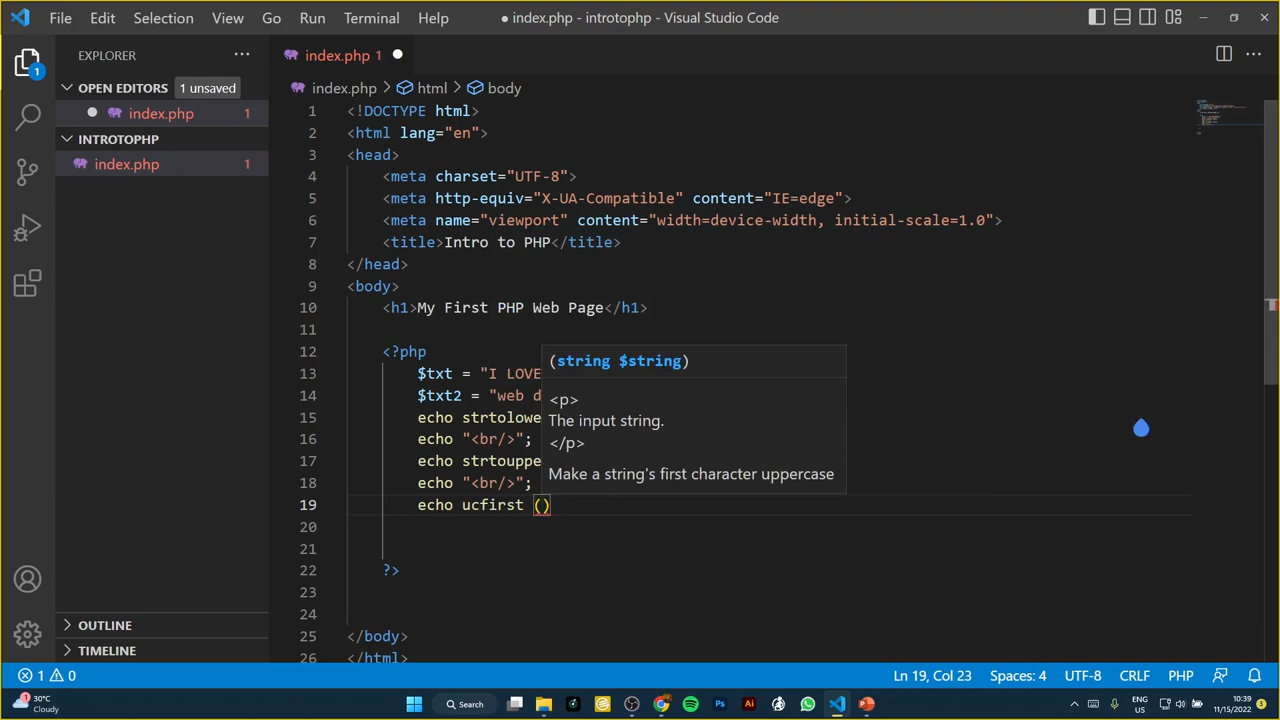 File Edit Selection View Go Run Terminal Help
● index.php - introtophp - Visual Studio Code
EXPLORER
OPEN EDITORS 1 unsaved
index.php 1
INTROTOPHP
index.php 1
OUTLINE
TIMELINE
1
index.php 1
index.php > html > body
1 <!DOCTYPE html>
2 <html lang="en">
3 <head>
4 <meta charset="UTF-8">
5 <meta http-equiv="X-UA-Compatible" content="IE=edge">
6 <meta name="viewport" content="width=device-width, initial-scale=1.0">
7 <title>Intro to PHP</title>
8 </head>
9 <body>
10 <h1>My First PHP Web Page</h1>
11
12 <?php
13 $txt = "I LOVE
14 $txt2 = "web d
15 echo strtolowe
16 echo "<br/>";
17 echo strtouppe
18 echo "<br/>";
19 echo ucfirst ()
20
21
22 ?>
23
24
25 </body>
26 </html>
(string $string)
<p>
The input string.
</p>
Make a string's first character uppercase
1 0
Ln 19, Col 23 Spaces: 4 UTF-8 CRLF PHP
1
30°C
Cloudy
Search
ENG
US
10:39
11/15/2022
3